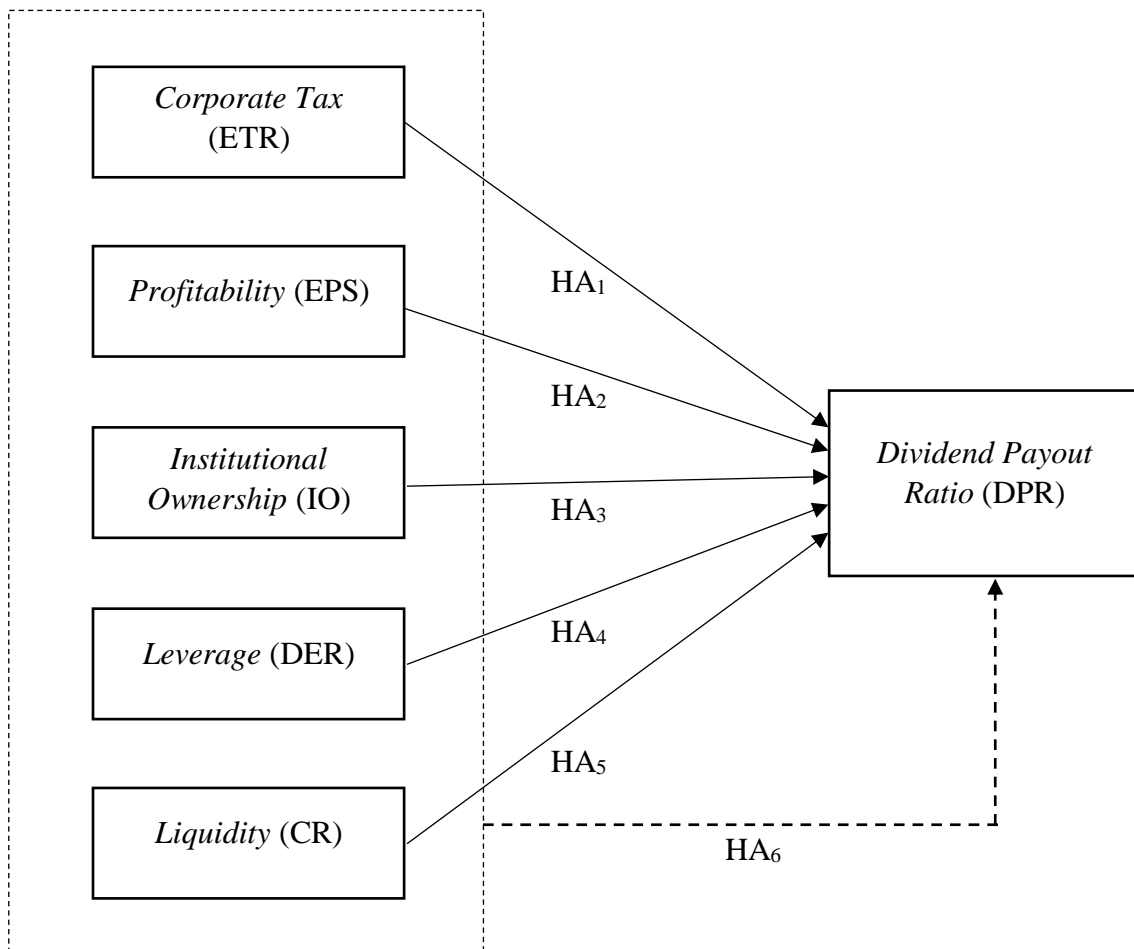 Corporate Tax
(ETR)
Profitability (EPS)
Institutional
Ownership (IO)
Leverage (DER)
Liquidity (CR)
HA₁
HA₂
HA₃
HA₄
HA₅
HA₆
Dividend Payout
Ratio (DPR)